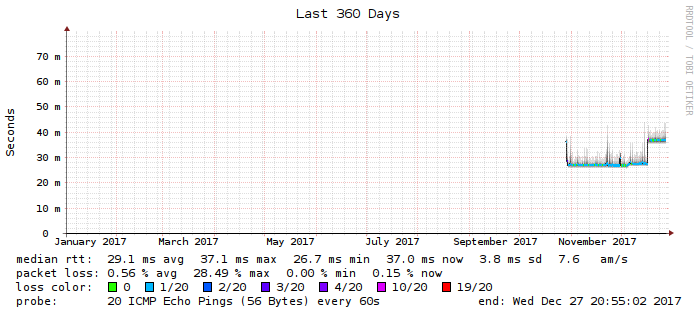 Last 360 Days
RRDTOOL / TOBI OETIKER
Seconds
70 m
60 m
50 m
40 m
30 m
20 m
10 m
0
January 2017 March 2017 May 2017 July 2017 September 2017 November 2017
median rtt: 29.1 ms avg 37.1 ms max 26.7 ms min 37.0 ms now 3.8 ms sd 7.6 am/s
packet loss: 0.56 % avg 28.49 % max 0.00 % min 0.15 % now
loss color: 0 1/20 2/20 3/20 4/20 10/20 19/20
probe: 20 ICMP Echo Pings (56 Bytes) every 60s end: Wed Dec 27 20:55:02 2017